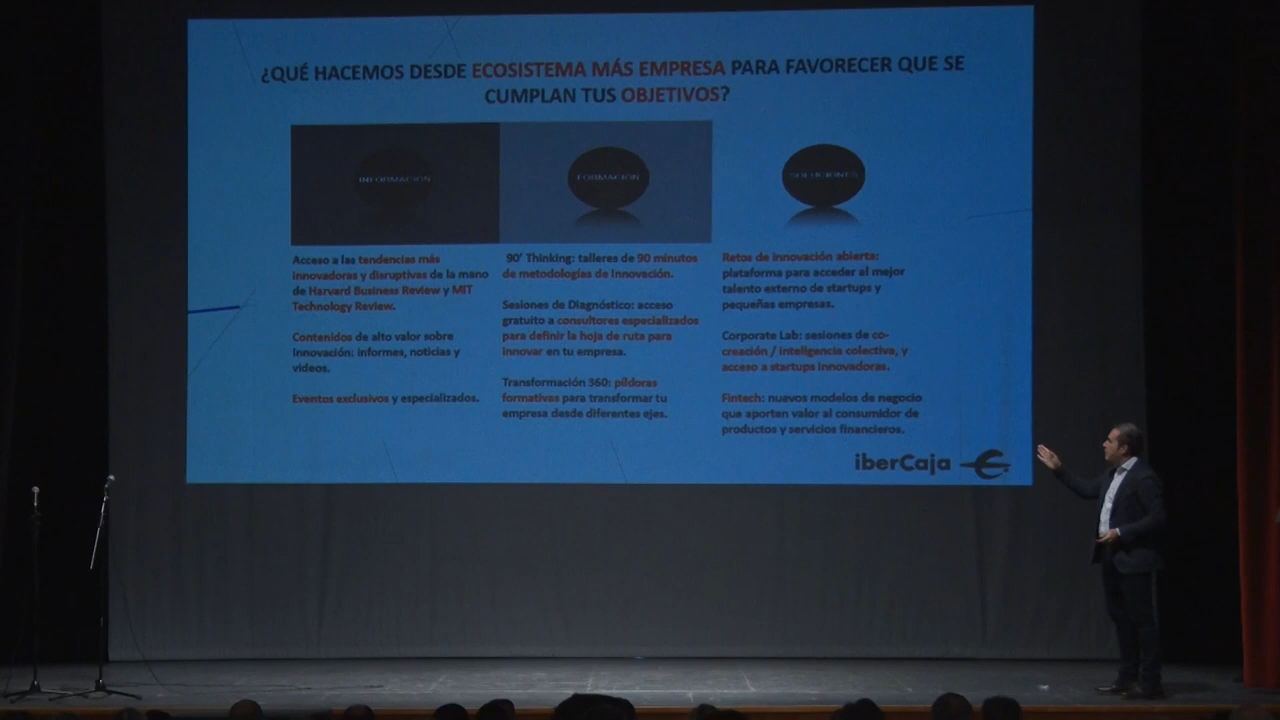 ¿QUÉ HACEMOS DESDE ECOSISTEMA MÁS EMPRESA PARA FAVORECER QUE SE
CUMPLAN TUS OBJETIVOS?
INFORMACIÓN
Acceso a las tendencias más
innovadoras y disruptivas de la mano
de Harvard Business Review y MIT
Technology Review.
Contenidos de alto valor sobre
Innovación: informes, noticias y
videos.
Eventos exclusivos y especializados.
FORMACIÓN
90’ Thinking: talleres de 90 minutos
de metodologías de Innovación.
Sesiones de Diagnóstico: acceso
gratuito a consultores especializados
para definir la hoja de ruta para
innovar en tu empresa.
Transformación 360: píldoras
formativas para transformar tu
empresa desde diferentes ejes.
SOLUCIONES
Retos de innovación abierta:
plataforma para acceder al mejor
talento externo de startups y
pequeñas empresas.
Corporate Lab: sesiones de co-
creación / inteligencia colectiva, y
acceso a startups innovadoras.
Fintech: nuevos modelos de negocio
que aporten valor al consumidor de
productos y servicios financieros.
iberCaja